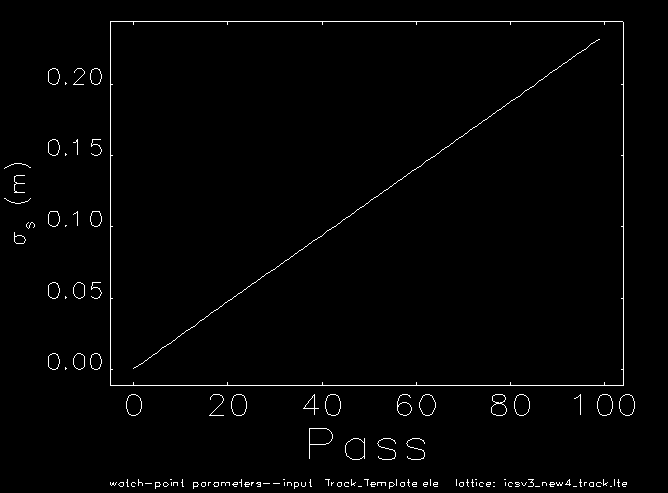 0.20
0.15
0.10
0.05
0.00
σs (m)
0 20 40 60 80 100
Pass
watch-point parameters--input Track_Template.ele lattice: icsv3_new4_track.lte